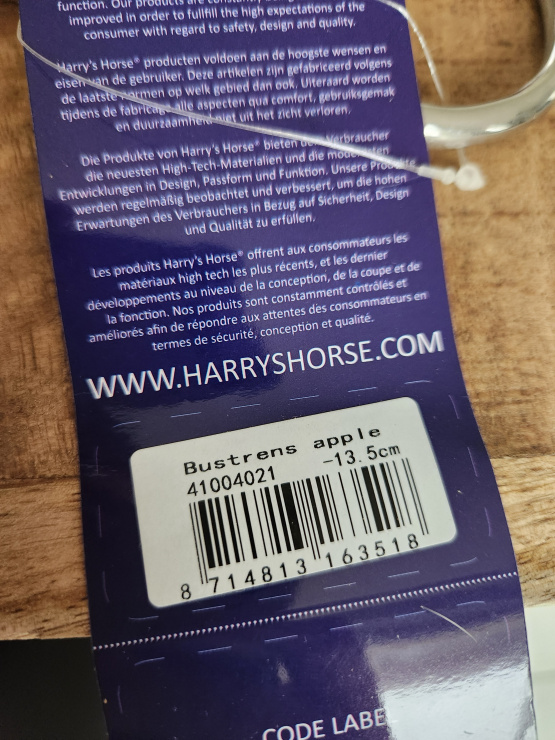 function. Our products are constantly
improved in order to fullfill the high expectations of the
consumer with regard to safety, design and quality.
Harry's Horse® producten voldoen aan de hoogste wensen en
eisen van de gebruiker. Deze artikelen zijn gefabriceerd volgens
de laatste normen op welk gebied dan ook. Uiteraard worden
tijdens de fabricage alle aspecten qua comfort, gebruiksgemak
en duurzaamheid niet uit het zicht verloren.
Die Produkte von Harry's Horse® bieten dem Verbraucher
die neuesten High-Tech-Materialien und die modernsten
Entwicklungen in Design, Passform und Funktion. Unsere Produkte
werden regelmäßig beobachtet und verbessert, um die hohen
Erwartungen des Verbrauchers in Bezug auf Sicherheit, Design
und Qualität zu erfüllen.
Les produits Harry's Horse® offrent aux consommateurs les
matériaux high tech les plus récents, et les dernier
développements au niveau de la conception, de la coupe et de
la fonction. Nos produits sont constamment contrôlés et
améliorés afin de répondre aux attentes des consommateurs en
termes de sécurité, conception et qualité.
WWW.HARRYSHORSE.COM
Bustrens apple
41004021 -13.5cm
8 714813 163518
CODE LABEL